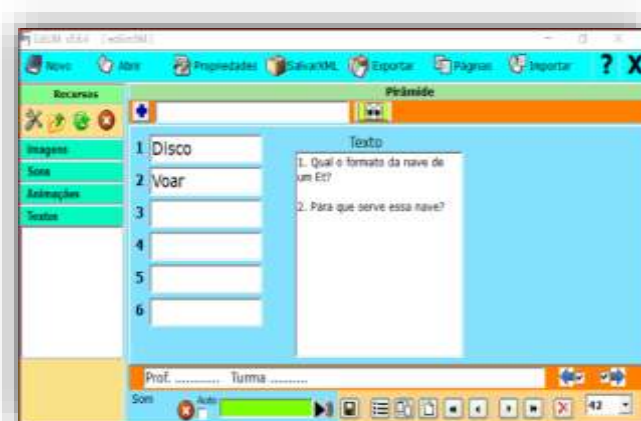 Novo Abrir Propriedades SalvarXML Exportar Páginas Importar ? X
Recursos
Pirâmide
Imagens
Sons
Animações
Textos
1 Disco
2 Voar
3
4
5
6
Texto
1. Qual o formato da nave de
um Et?
2. Para que serve essa nave?
Prof. ........... Turma ..........
Som
Auto
42